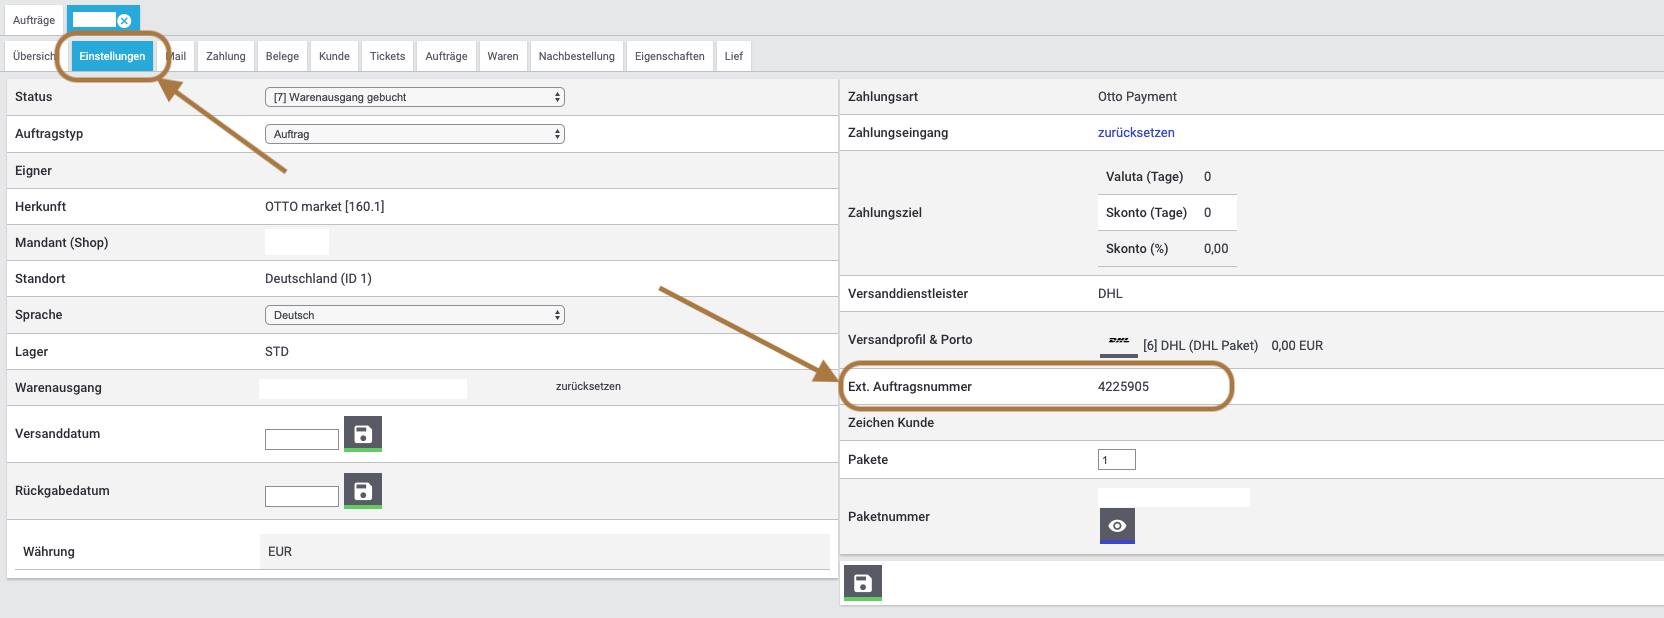 Aufträge
Übersich Einstellungen Mail Zahlung Belege Kunde Tickets Aufträge Waren Nachbestellung Eigenschaften Lief
Status [7] Warenausgang gebucht
Auftragstyp Auftrag
Eigner
Herkunft OTTO market [160.1]
Mandant (Shop)
Standort Deutschland (ID 1)
Sprache Deutsch
Lager STD
Warenausgang zurücksetzen
Versanddatum
Rückgabedatum
Währung EUR
Zahlungsart Otto Payment
Zahlungseingang zurücksetzen
Zahlungsziel
Valuta (Tage) 0
Skonto (Tage) 0
Skonto (%) 0,00
Versanddienstleister DHL
Versandprofil & Porto DHL [6] DHL (DHL Paket) 0,00 EUR
Ext. Auftragsnummer 4225905
Zeichen Kunde
Pakete 1
Paketnummer